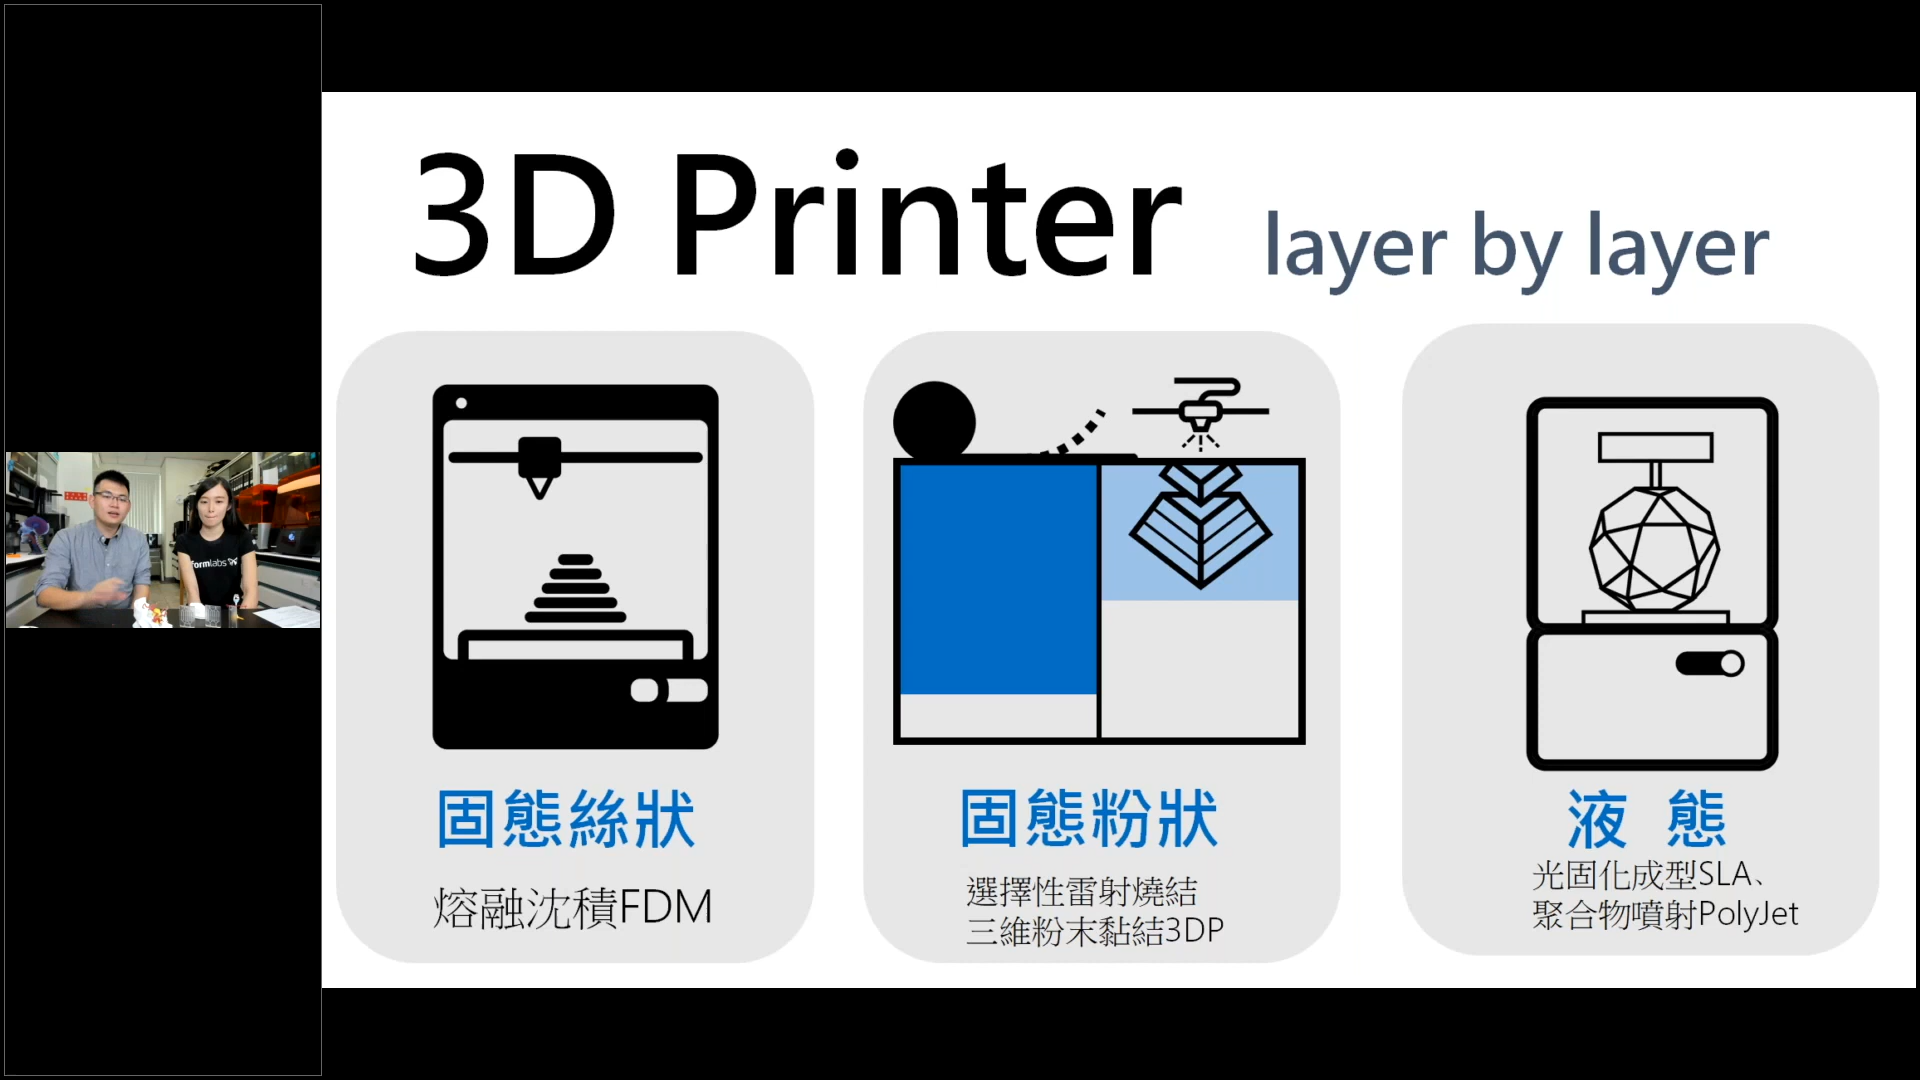 3D Printer layer by layer
固態絲狀
熔融沈積FDM
固態粉狀
選擇性雷射燒結
三維粉末黏結3DP
液 態
光固化成型SLA、
聚合物噴射PolyJet
formlabs